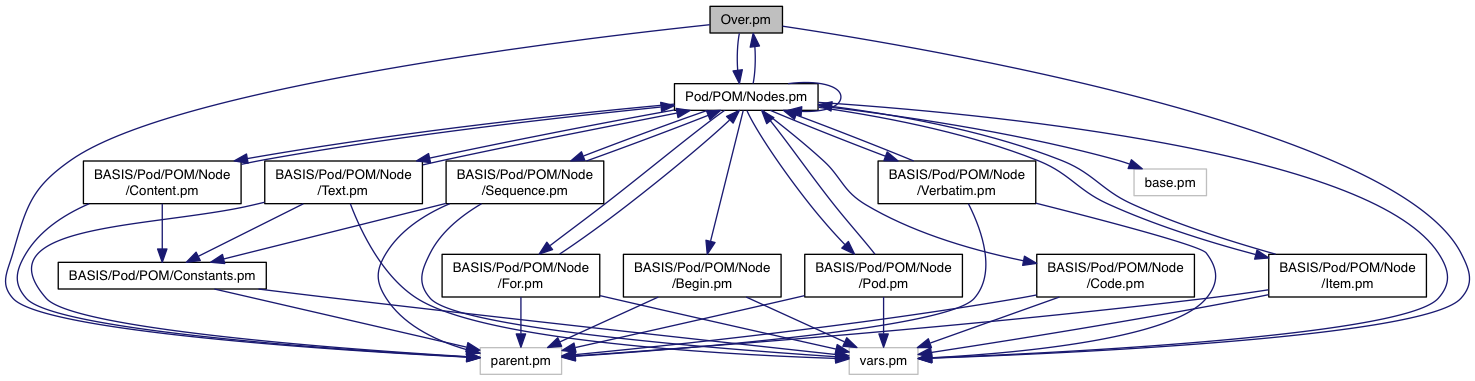 Over.pm
Pod/POM/Nodes.pm
BASIS/Pod/POM/Node
/Content.pm
BASIS/Pod/POM/Node
/Text.pm
BASIS/Pod/POM/Node
/Sequence.pm
BASIS/Pod/POM/Node
/Verbatim.pm
base.pm
BASIS/Pod/POM/Constants.pm
BASIS/Pod/POM/Node
/For.pm
BASIS/Pod/POM/Node
/Begin.pm
BASIS/Pod/POM/Node
/Pod.pm
BASIS/Pod/POM/Node
/Code.pm
BASIS/Pod/POM/Node
/Item.pm
parent.pm
vars.pm